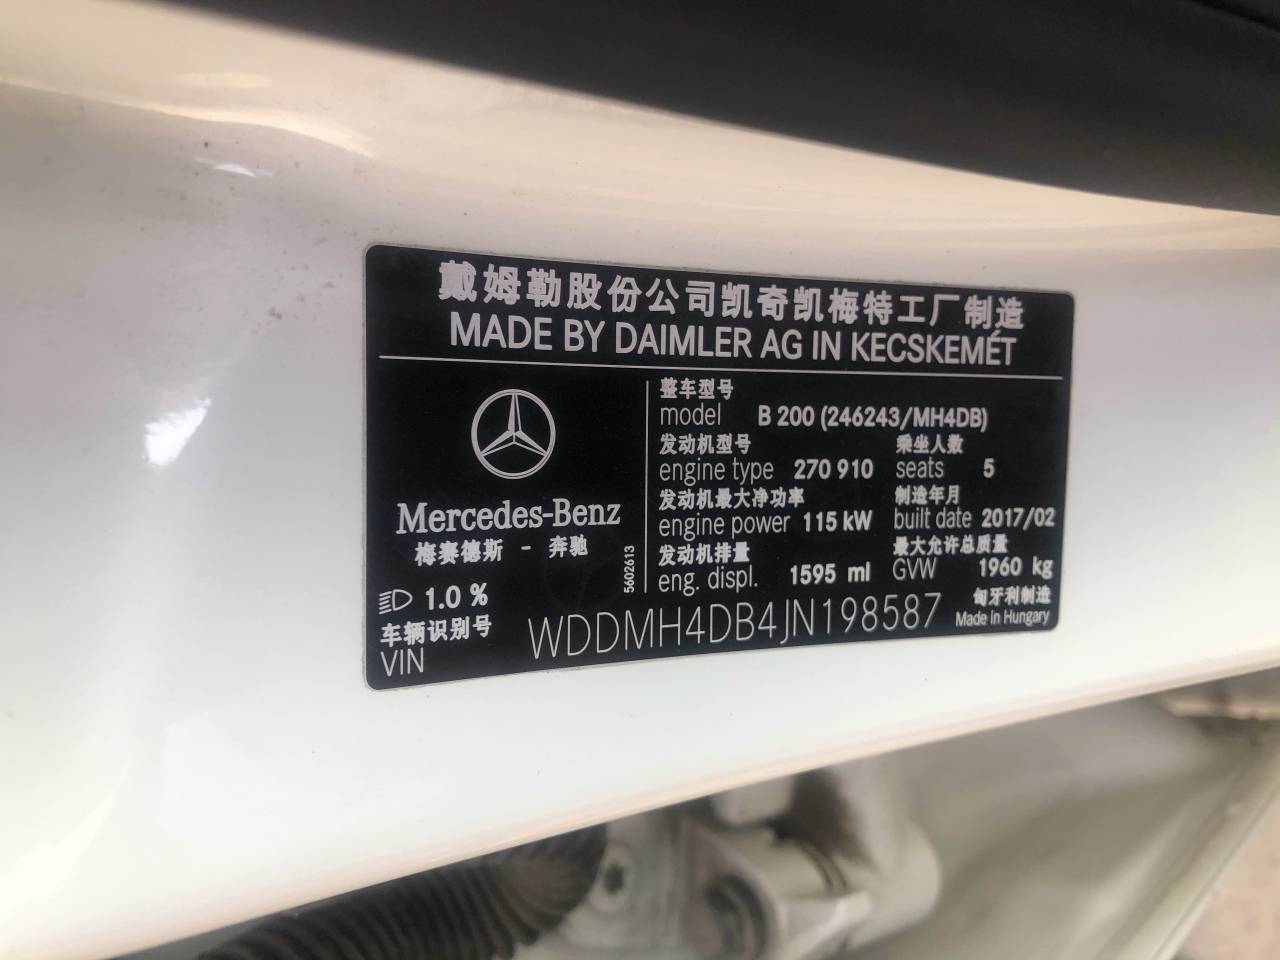 戴姆勒股份公司凯奇凯梅特工厂制造
MADE BY DAIMLER AG IN KECSKEMÉT
整车型号
model B 200 (246243/MH4DB)
发动机型号 乘坐人数
engine type 270 910 seats 5
发动机最大净功率 制造年月
engine power 115 kW built date 2017/02
发动机排量 最大允许总质量
eng. displ. 1595 ml GVW 1960 kg
Mercedes-Benz
梅赛德斯 - 奔驰
5602613
1.0 %
车辆识别号
VIN WDDMH4DB4JN198587
匈牙利制造
Made in Hungary